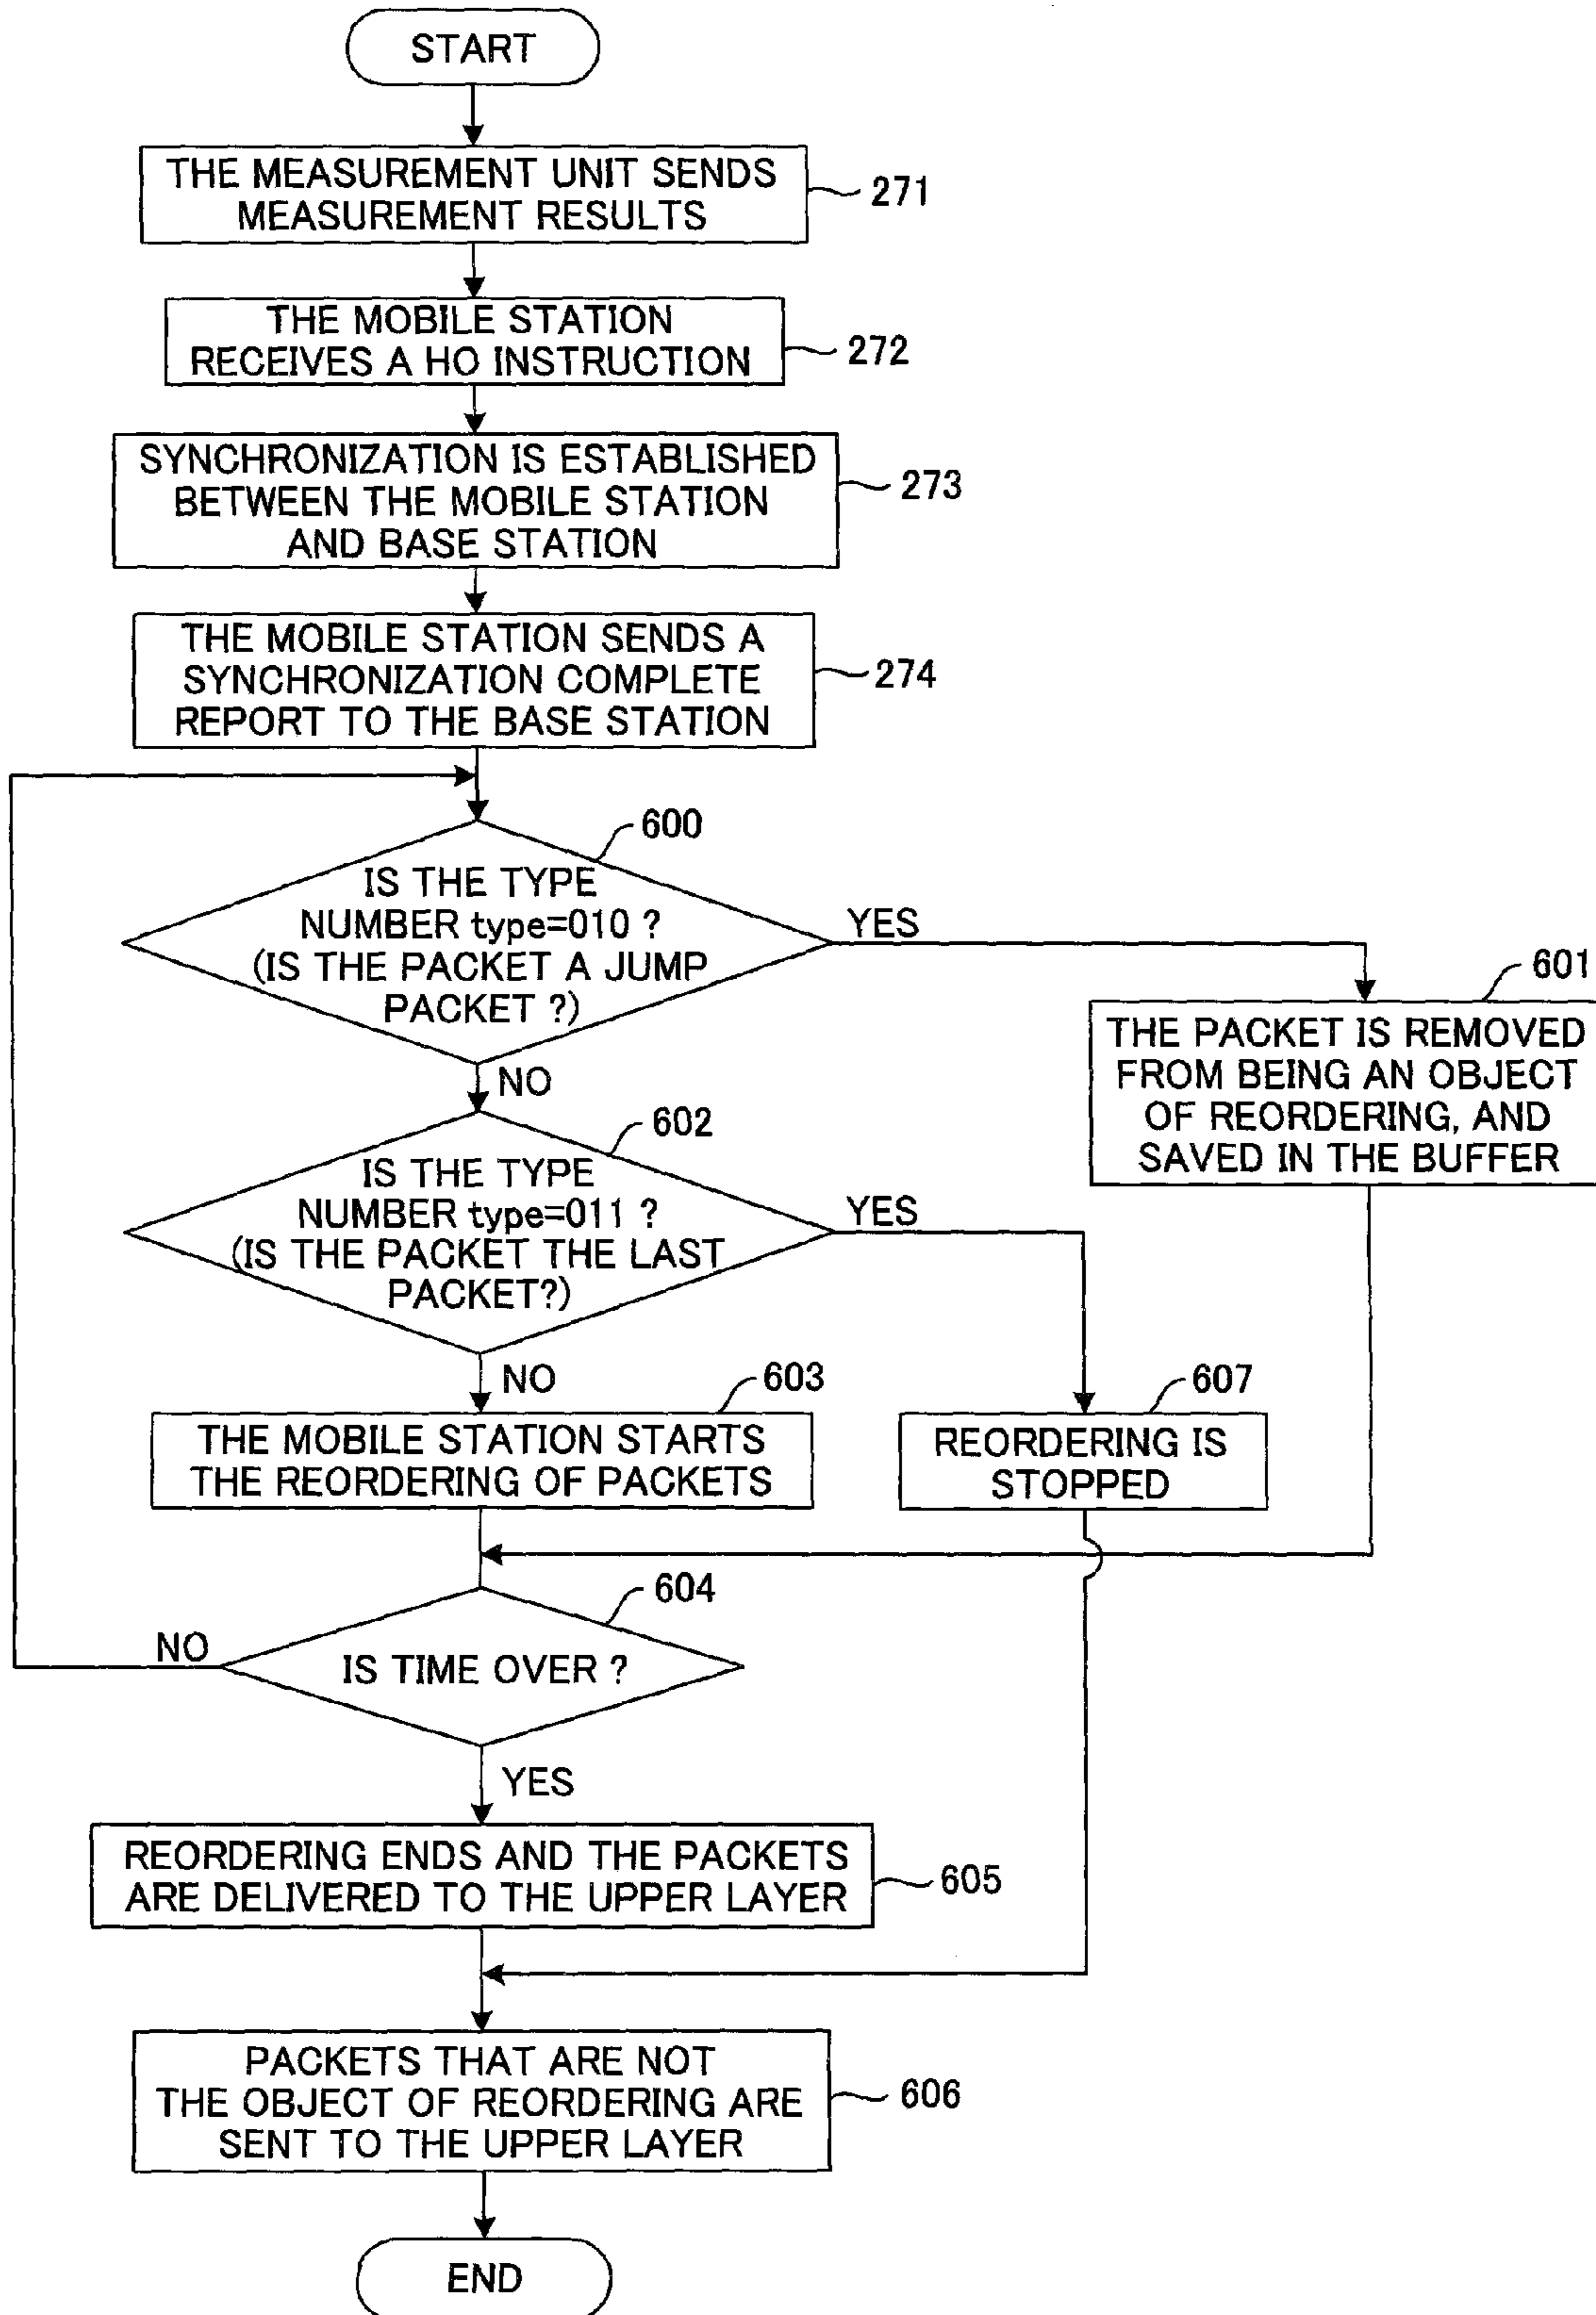 START
THE MEASUREMENT UNIT SENDS
MEASUREMENT RESULTS
271
THE MOBILE STATION
RECEIVES A HO INSTRUCTION
272
SYNCHRONIZATION IS ESTABLISHED
BETWEEN THE MOBILE STATION
AND BASE STATION
273
THE MOBILE STATION SENDS A
SYNCHRONIZATION COMPLETE
REPORT TO THE BASE STATION
274
600
IS THE TYPE
NUMBER type=010 ?
(IS THE PACKET A JUMP
PACKET ?)
YES
NO
601
THE PACKET IS REMOVED
FROM BEING AN OBJECT
OF REORDERING, AND
SAVED IN THE BUFFER
602
IS THE TYPE
NUMBER type=011 ?
(IS THE PACKET THE LAST
PACKET?)
YES
NO
603
THE MOBILE STATION STARTS
THE REORDERING OF PACKETS
607
REORDERING IS
STOPPED
604
IS TIME OVER ?
NO
YES
REORDERING ENDS AND THE PACKETS
ARE DELIVERED TO THE UPPER LAYER
605
PACKETS THAT ARE NOT
THE OBJECT OF REORDERING ARE
SENT TO THE UPPER LAYER
606
END